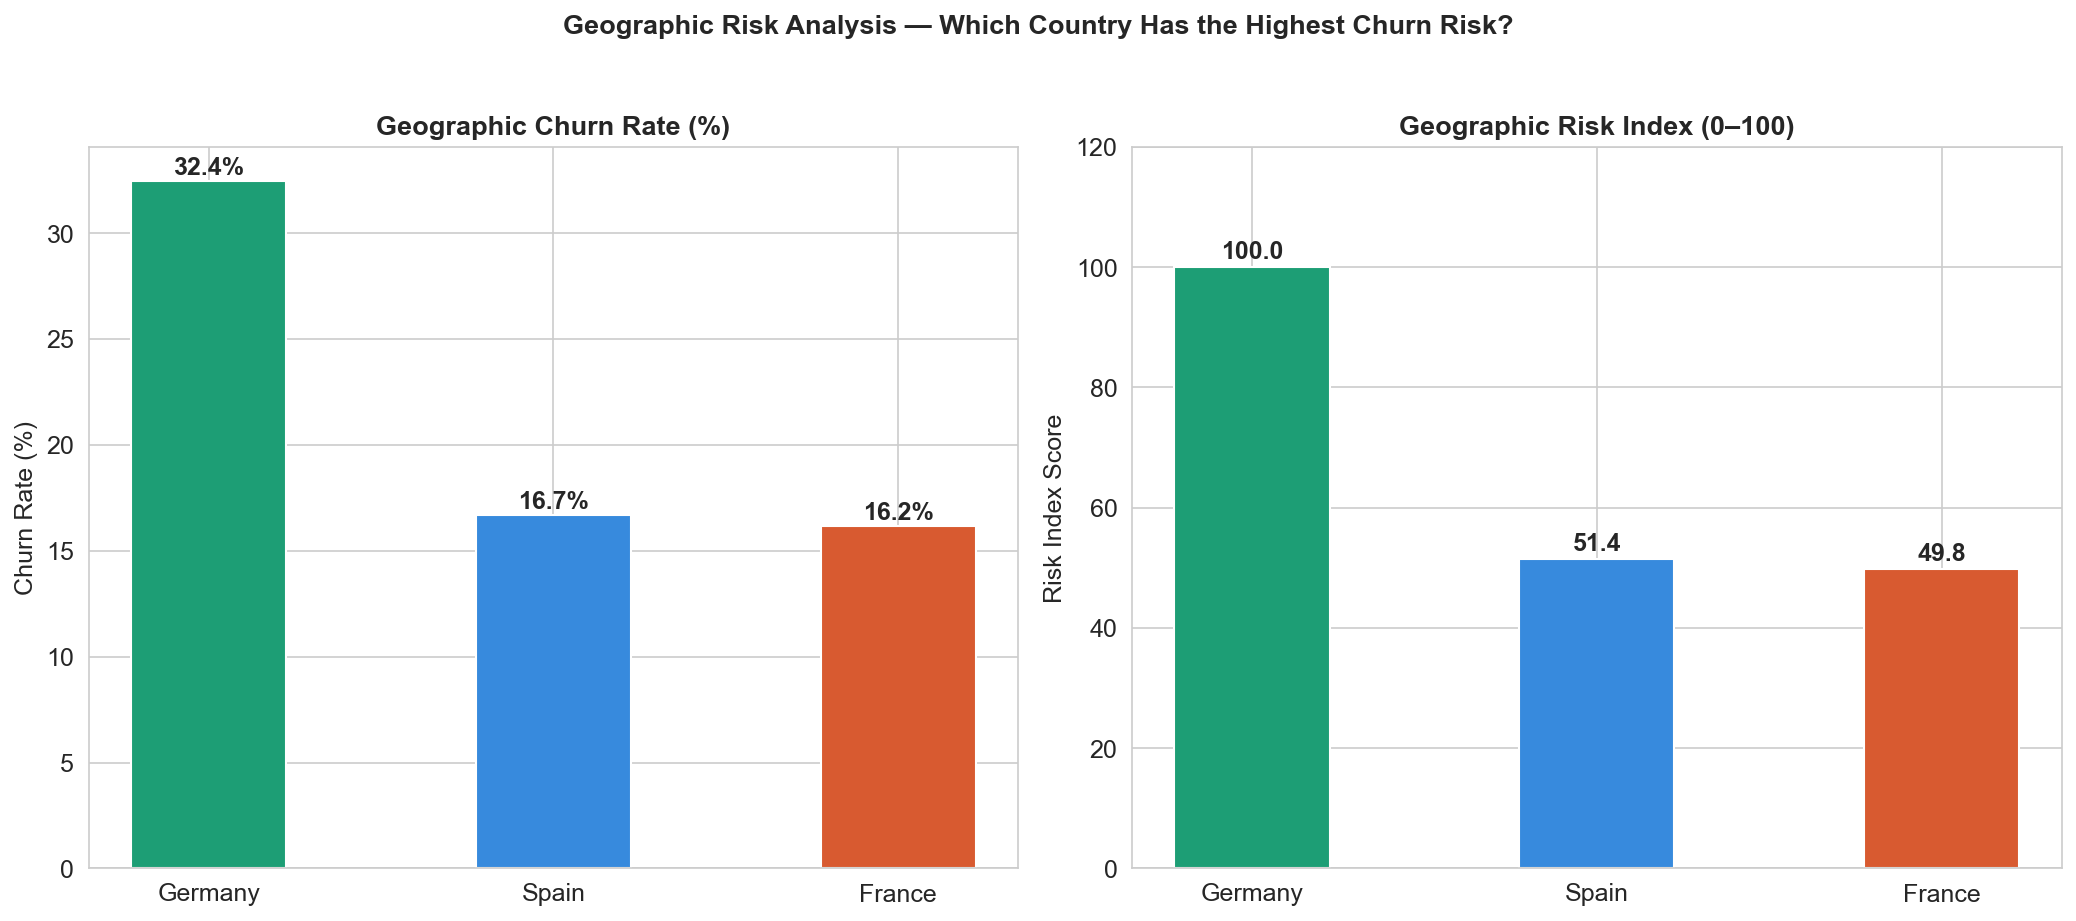 Geographic Risk Analysis — Which Country Has the Highest Churn Risk?
Geographic Churn Rate (%)
Churn Rate (%)
30
25
20
15
10
5
0
32.4%
16.7%
16.2%
Germany
Spain
France
Geographic Risk Index (0–100)
Risk Index Score
120
100
80
60
40
20
0
100.0
51.4
49.8
Germany
Spain
France